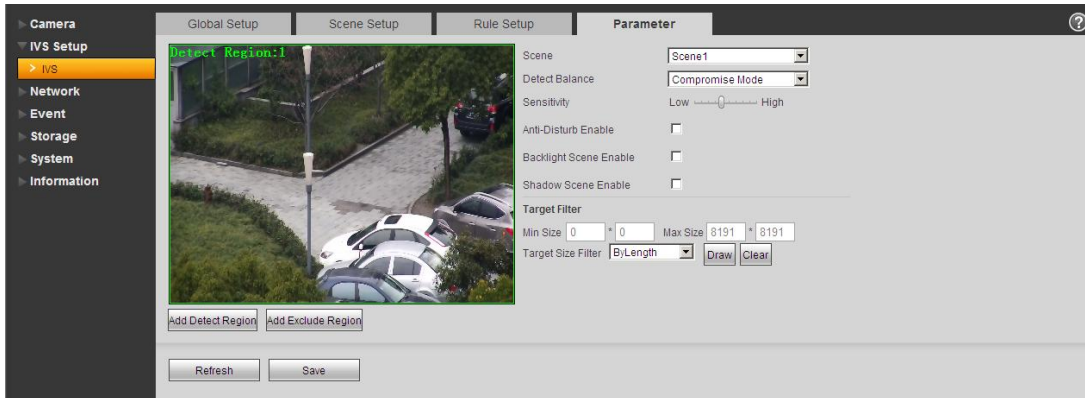 Camera
IVS Setup
> IVS
Network
Event
Storage
System
Information
Global Setup
Scene Setup
Rule Setup
Parameter
?
Detect Region:1
Add Detect Region
Add Exclude Region
Scene
Scene1
Detect Balance
Compromise Mode
Sensitivity
Low
High
Anti-Disturb Enable
Backlight Scene Enable
Shadow Scene Enable
Target Filter
Min Size 0 * 0 Max Size 8191 * 8191
Target Size Filter ByLength Draw Clear
Refresh
Save